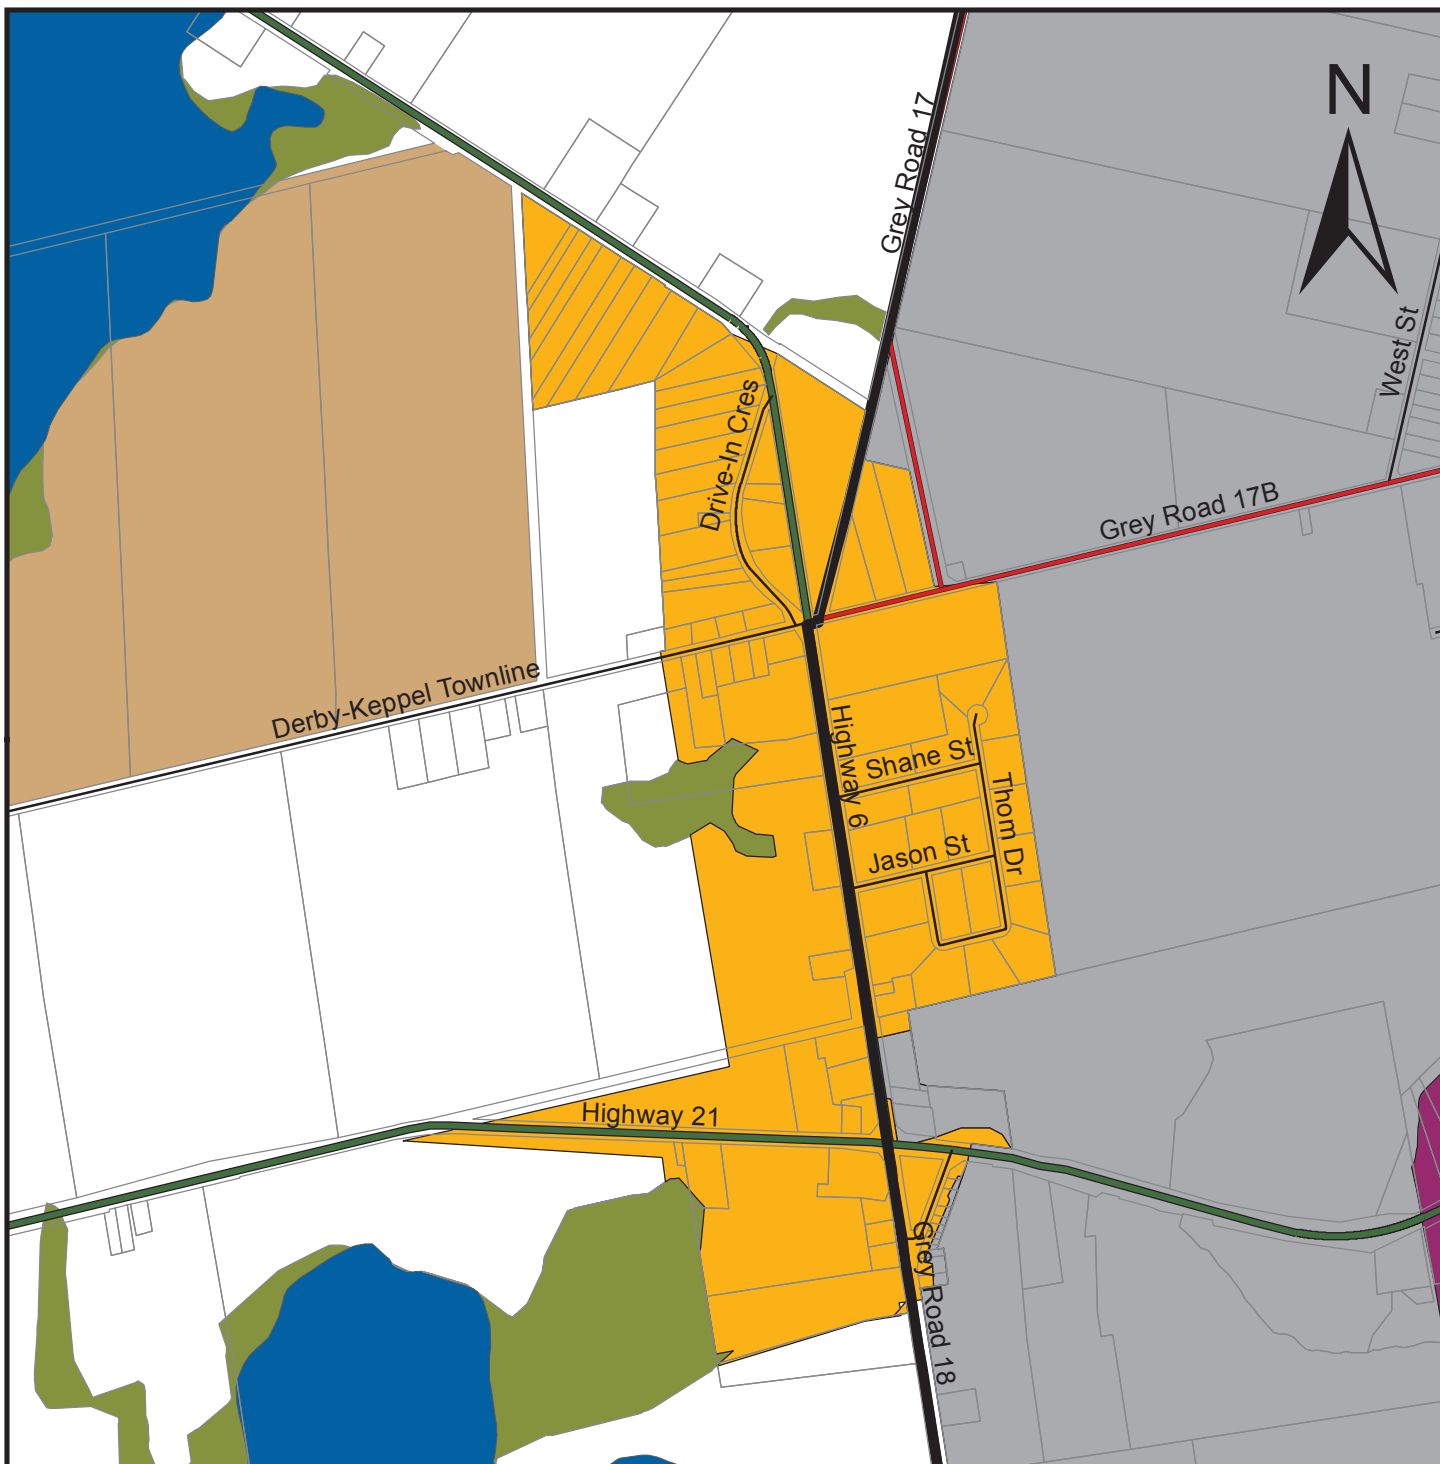 N
Grey Road 17
West St
Drive-In Cres
Grey Road 17B
Derby-Keppel Townline
Highway 6
Shane St
Thom Dr
Jason St
Highway 21
Grey Road 18